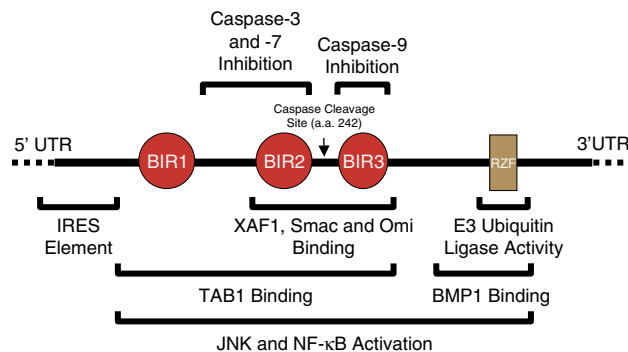 Caspase-3
and -7
Inhibition
Caspase-9
Inhibition
Caspase Cleavage
Site (a.a. 242)
5' UTR
3'UTR
BIR1
BIR2
BIR3
RZF
IRES
Element
XAF1, Smac and Omi
Binding
E3 Ubiquitin
Ligase Activity
TAB1 Binding
BMP1 Binding
JNK and NF-κB Activation